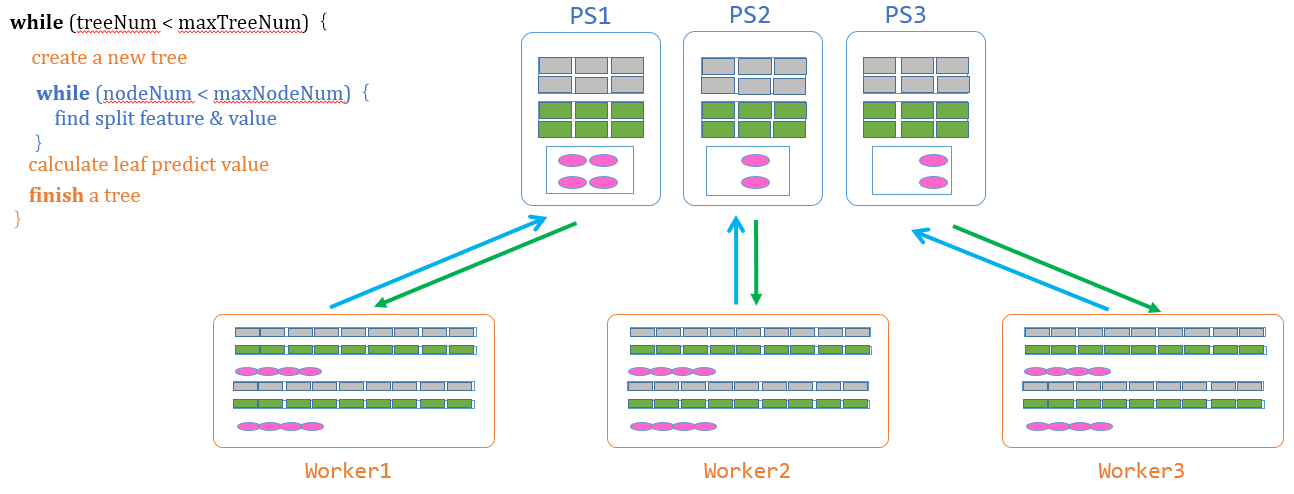 while (treeNum < maxTreeNum) {
create a new tree
while (nodeNum < maxNodeNum) {
find split feature & value
}
calculate leaf predict value
finish a tree
}
PS1 PS2 PS3
Worker1 Worker2 Worker3